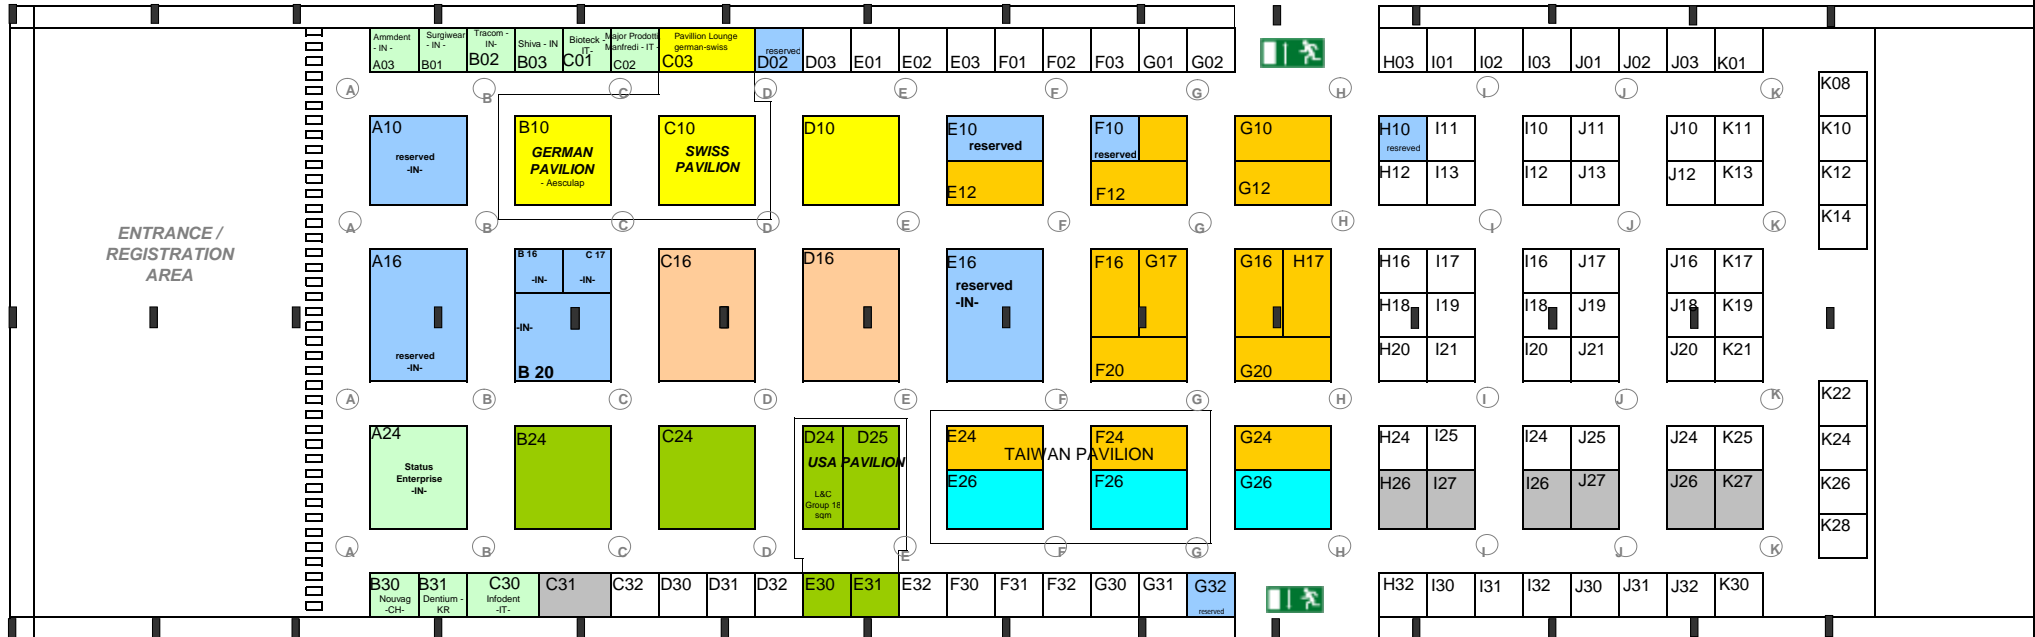 Ammdent
- IN -
A03
Surgiwear
- IN -
B01
Tracom -
IN-
B02
Shiva - IN
B03
Bioteck -
IT-
C01
Major Prodotti
Manfredi - IT -
C02
Pavillion Lounge
german-swiss
C03
reserved
D02
D03 E01 E02 E03 F01 F02 F03 G01 G02
H03 I01 I02 I03 J01 J02 J03 K01
A B C D E F G H I J K
K08
A10
reserved
-IN-
B10
GERMAN
PAVILION
- Aesculap
C10
SWISS
PAVILION
D10
E10
reserved
E12
F10
reserved
F12
G10
G12
H10
resreved
I11
I10 J11
J10 K11
K10
H12 I13
I12 J13
J12 K13
K12
K14
A B C D E F G H I J K
ENTRANCE /
REGISTRATION
AREA
A16
reserved
-IN-
B 16
-IN-
C 17
-IN-
-IN-
B 20
C16
D16
E16
reserved
-IN-
F16 G17
F20
G16 H17
G20
H16 I17
I16 J17
J16 K17
H18 I19
I18 J19
J18 K19
H20 I21
I20 J21
J20 K21
A B C D E F G H I J K
K22
A24
Status
Enterprise
-IN-
B24
C24
D24 D25
USA PAVILION
L&C
Group 18
sqm
E24
F24
TAIWAN PAVILION
E26
F26
G24
G26
H24 I25
I24 J25
J24 K25
K24
H26 I27
I26 J27
J26 K27
K26
K28
A B C D E F G H I J K
B30
Nouvag
-CH-
B31
Dentium -
KR
C30
Infodent
-IT-
C31 C32 D30 D31 D32 E30 E31 E32 F30 F31 F32 G30 G31
G32
reserved
H32 I30 I31 I32 J30 J31 J32 K30